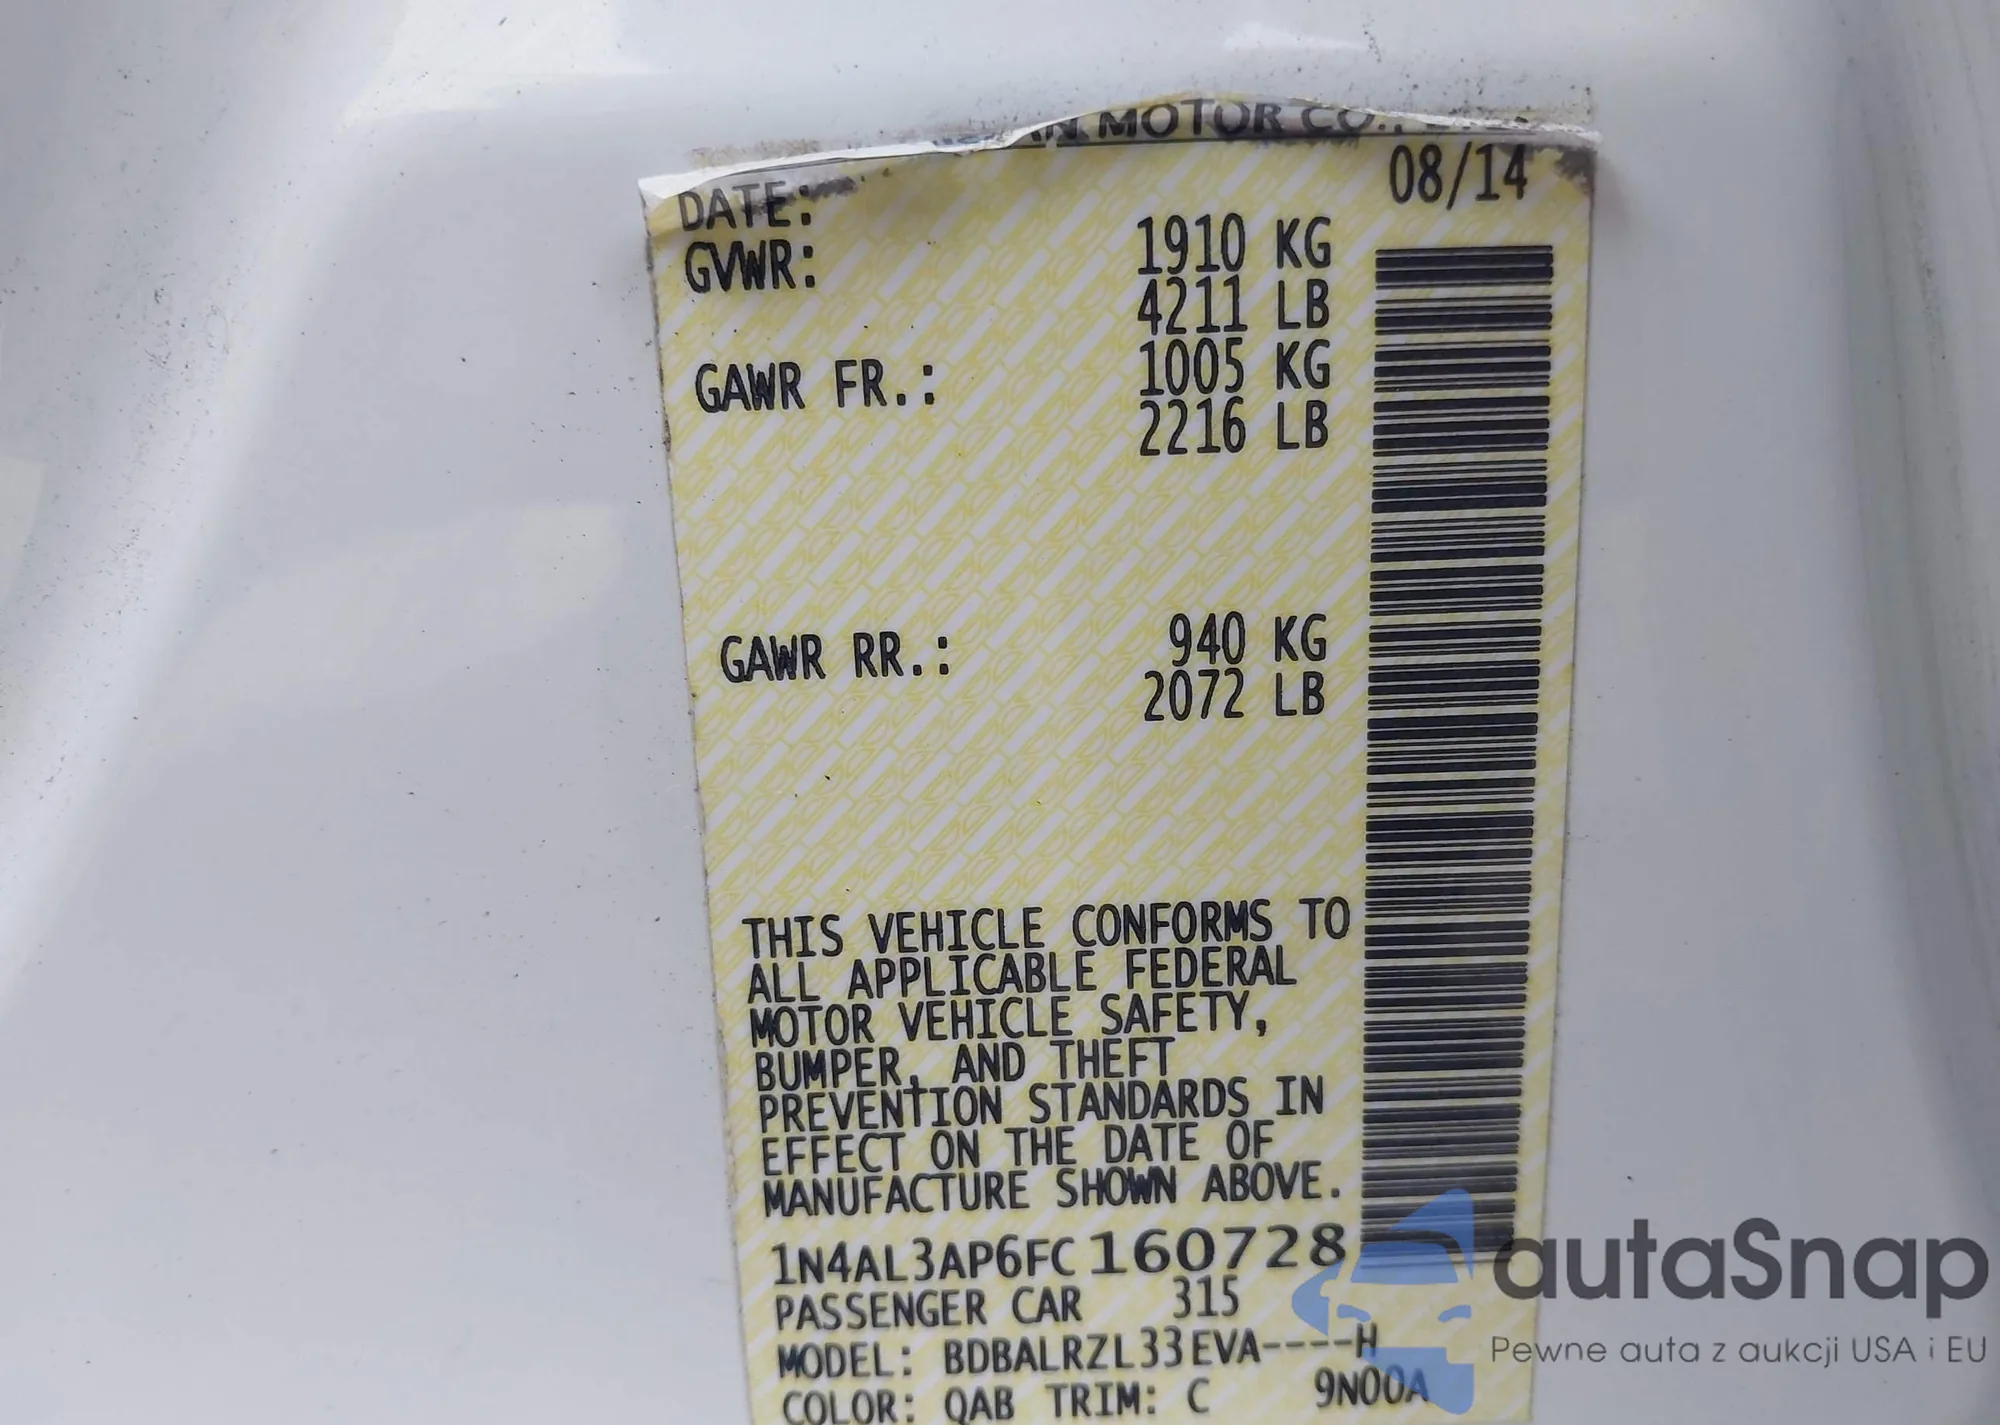 MOTOR CO.,
DATE: 08/14
GVWR: 1910 KG
4211 LB
GAWR FR.: 1005 KG
2216 LB
GAWR RR.: 940 KG
2072 LB
THIS VEHICLE CONFORMS TO
ALL APPLICABLE FEDERAL
MOTOR VEHICLE SAFETY,
BUMPER, AND THEFT
PREVENTION STANDARDS IN
EFFECT ON THE DATE OF
MANUFACTURE SHOWN ABOVE.
1N4AL3AP6FC160728
PASSENGER CAR 315
MODEL: BDBALRZL33EVA----H
COLOR: QAB TRIM: C 9N00A
autaSnap
Pewne auta z aukcji USA i EU